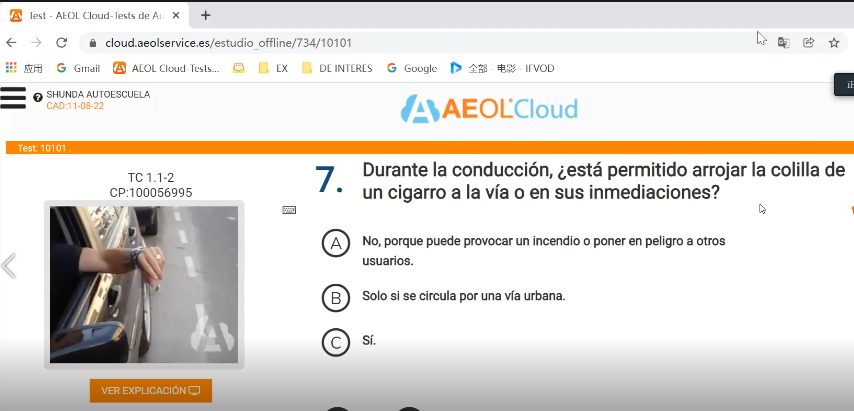 Test - AEOL Cloud-Tests de Au
cloud.aeolservice.es/estudio_offline/734/10101
应用 Gmail AEOL Cloud-Tests... EX DE INTERES Google 全部 - 电影 - IFVOD
SHUNDA AUTOESCUELA
CAD:11-08-22
AEOL Cloud
Test: 10101 .
TC 1.1-2
CP:100056995
7. Durante la conducción, ¿está permitido arrojar la colilla de
un cigarro a la vía o en sus inmediaciones?
A No, porque puede provocar un incendio o poner en peligro a otros
usuarios.
B Solo si se circula por una vía urbana.
C Sí.
VER EXPLICACIÓN